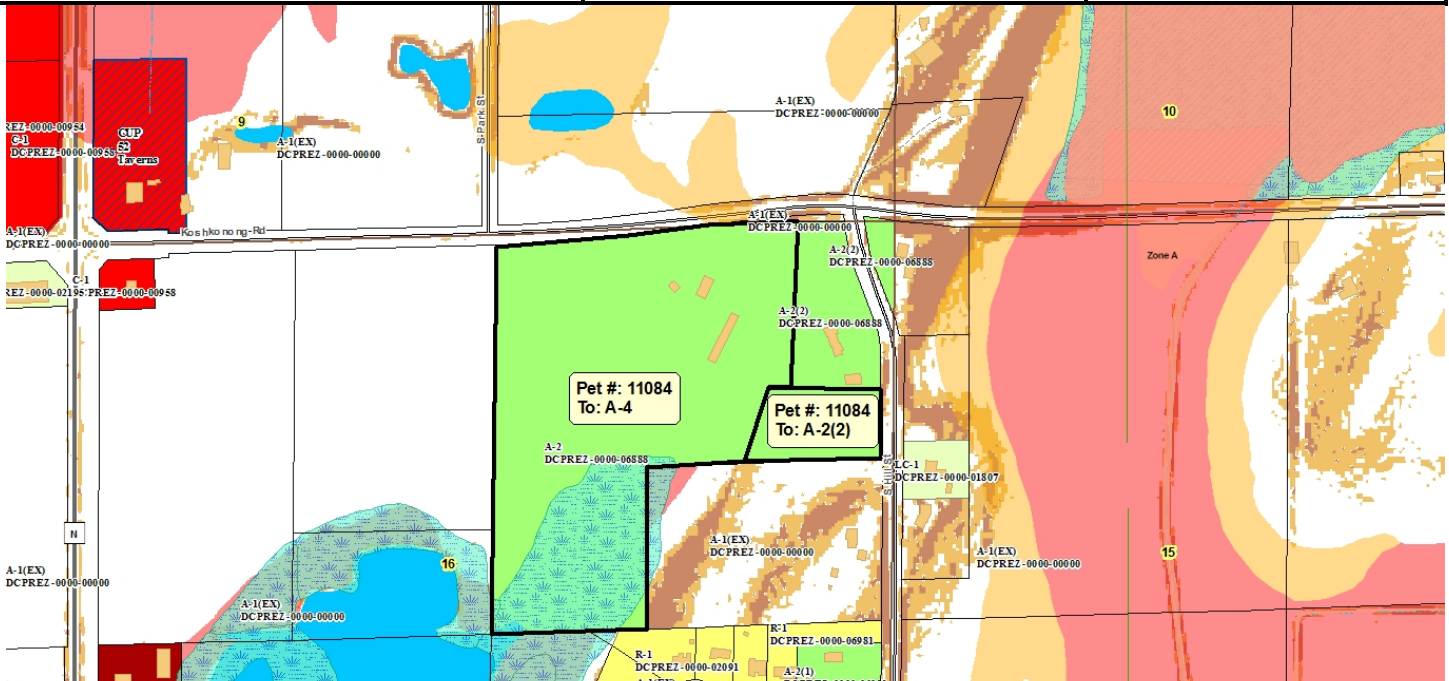 A-1(EX)
DCPREZ-0000-00000
10
S Park St
REZ-0000-00954
C-1
DCPREZ-0000-00958
CUP
52
Taverns
9
A-1(EX)
DCPREZ-0000-00000
A-1(EX)
DCPREZ-0000-00000
Koshkonong-Rd
A-1(EX)
DCPREZ-0000-00000
A-2(2)
DCPREZ-0000-06888
Zone A
C-1
REZ-0000-02195
PREZ-0000-00958
A-2(2)
DCPREZ-0000-06888
Pet #: 11084
To: A-4
Pet #: 11084
To: A-2(2)
A-2
DCPREZ-0000-06888
LC-1
DCPREZ-0000-01807
S Hill St
N
A-1(EX)
DCPREZ-0000-00000
A-1(EX)
DCPREZ-0000-00000
15
16
A-1(EX)
DCPREZ-0000-00000
A-1(EX)
DCPREZ-0000-00000
R-1
DCPREZ-0000-06981
R-1
DCPREZ-0000-02091
A-2(1)
A-1(EX)